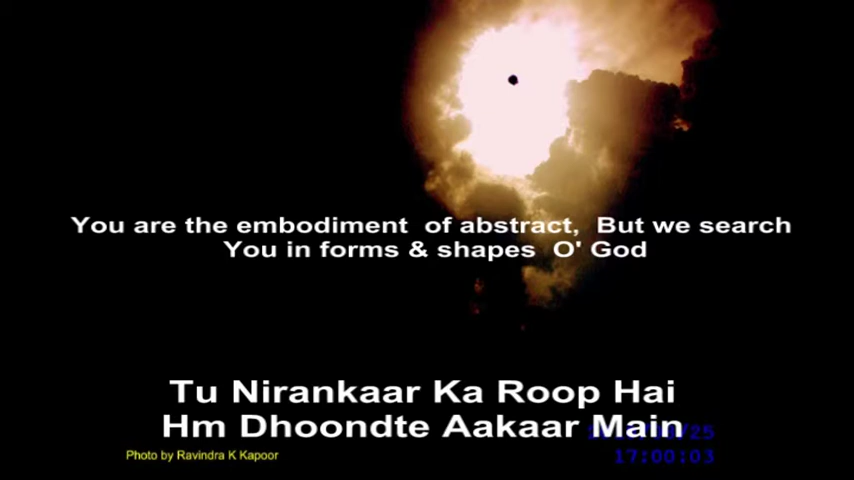 You are the embodiment of abstract, But we search
You in forms & shapes O' God
Tu Nirankaar Ka Roop Hai
Hm Dhoondte Aakaar Main
Photo by Ravindra K Kapoor
17:00:03